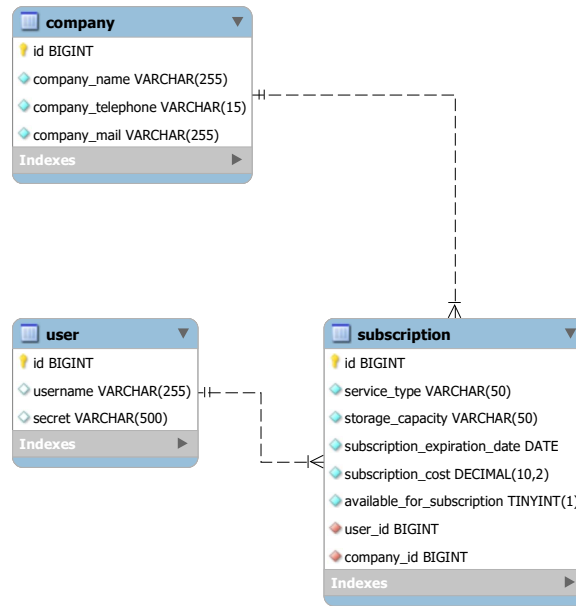 company
id BIGINT
company_name VARCHAR(255)
company_telephone VARCHAR(15)
company_mail VARCHAR(255)
Indexes
user
id BIGINT
username VARCHAR(255)
secret VARCHAR(500)
Indexes
subscription
id BIGINT
service_type VARCHAR(50)
storage_capacity VARCHAR(50)
subscription_expiration_date DATE
subscription_cost DECIMAL(10,2)
available_for_subscription TINYINT(1)
user_id BIGINT
company_id BIGINT
Indexes